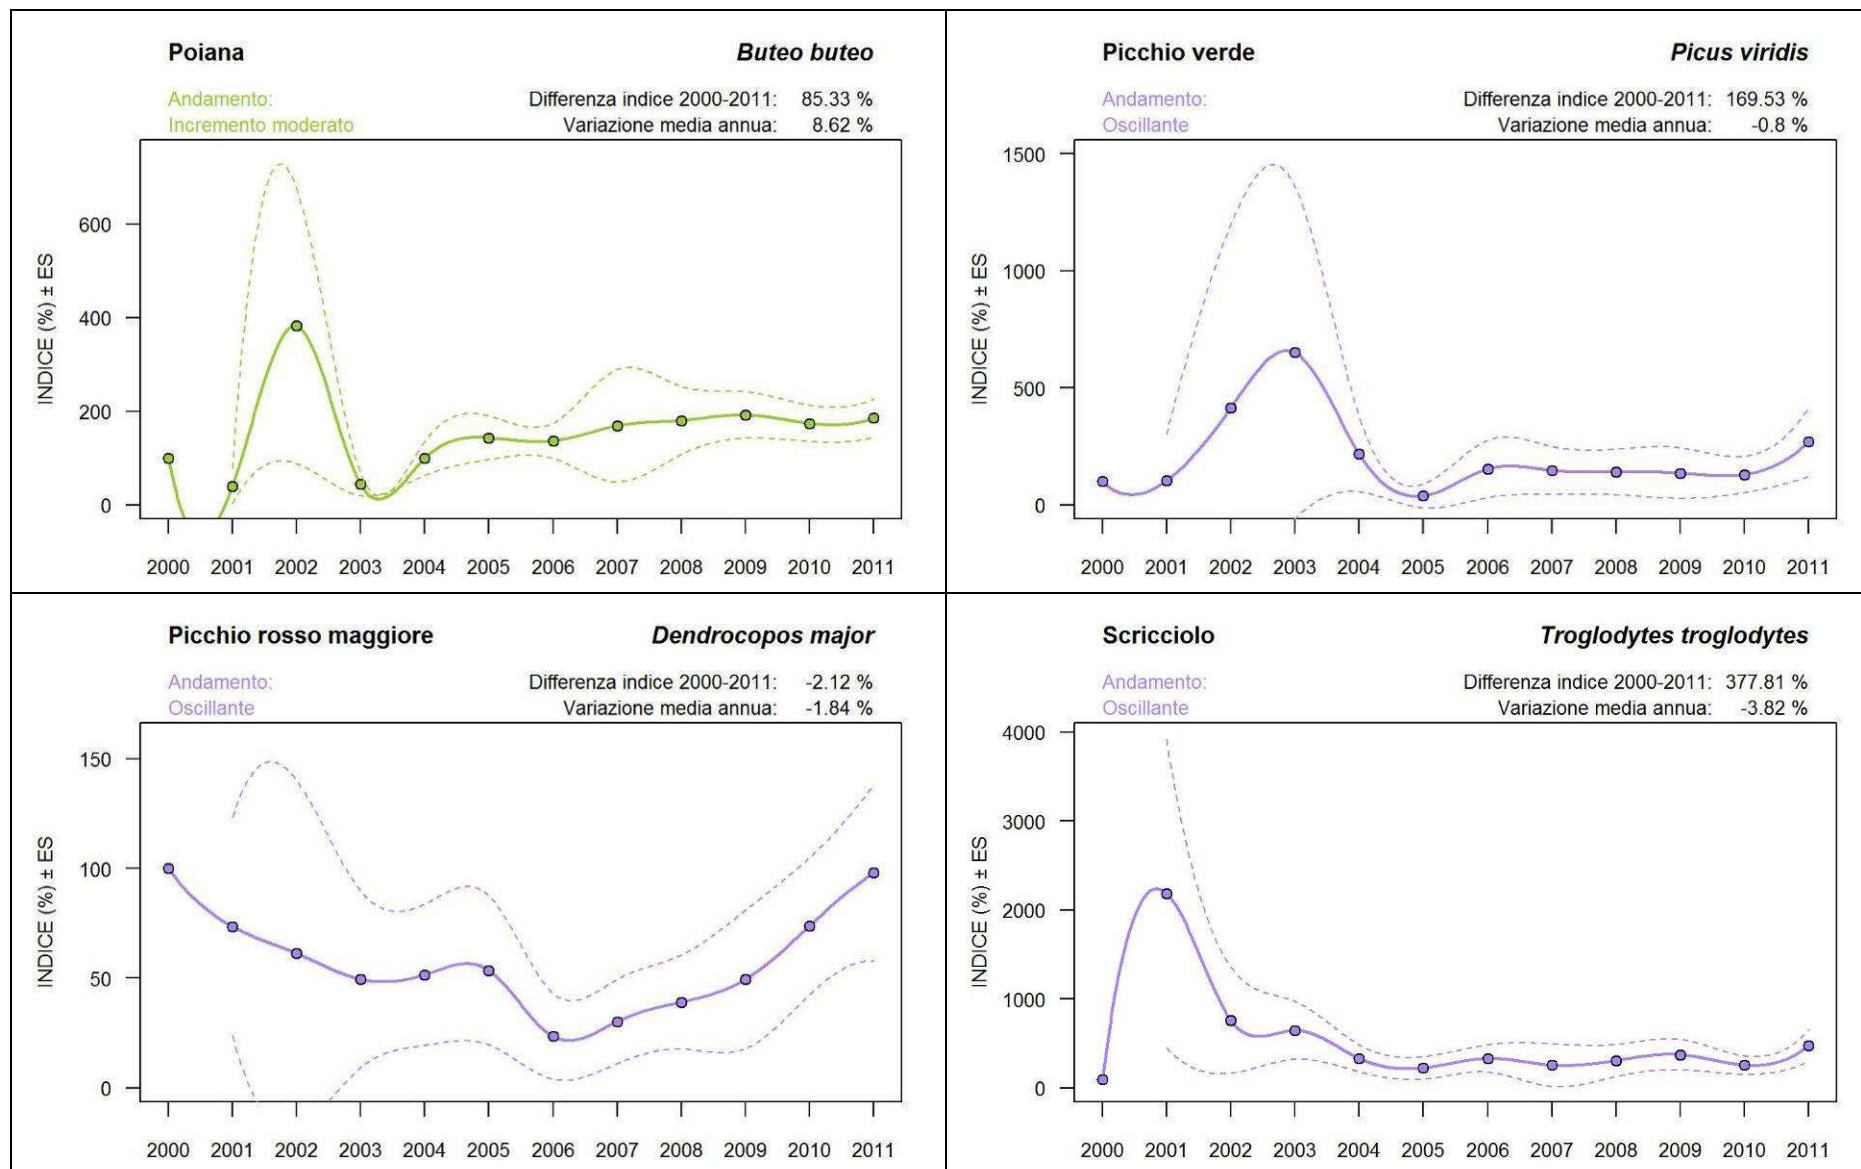 Poiana Buteo buteo
Andamento: Differenza indice 2000-2011: 85.33 %
Incremento moderato Variazione media annua: 8.62 %
INDICE (%) ± ES
600
400
200
0
2000 2001 2002 2003 2004 2005 2006 2007 2008 2009 2010 2011
Picchio verde Picus viridis
Andamento: Differenza indice 2000-2011: 169.53 %
Oscillante Variazione media annua: -0.8 %
INDICE (%) ± ES
1500
1000
500
0
2000 2001 2002 2003 2004 2005 2006 2007 2008 2009 2010 2011
Picchio rosso maggiore Dendrocopos major
Andamento: Differenza indice 2000-2011: -2.12 %
Oscillante Variazione media annua: -1.84 %
INDICE (%) ± ES
150
100
50
0
2000 2001 2002 2003 2004 2005 2006 2007 2008 2009 2010 2011
Scricciolo Troglodytes troglodytes
Andamento: Differenza indice 2000-2011: 377.81 %
Oscillante Variazione media annua: -3.82 %
INDICE (%) ± ES
4000
3000
2000
1000
0
2000 2001 2002 2003 2004 2005 2006 2007 2008 2009 2010 2011